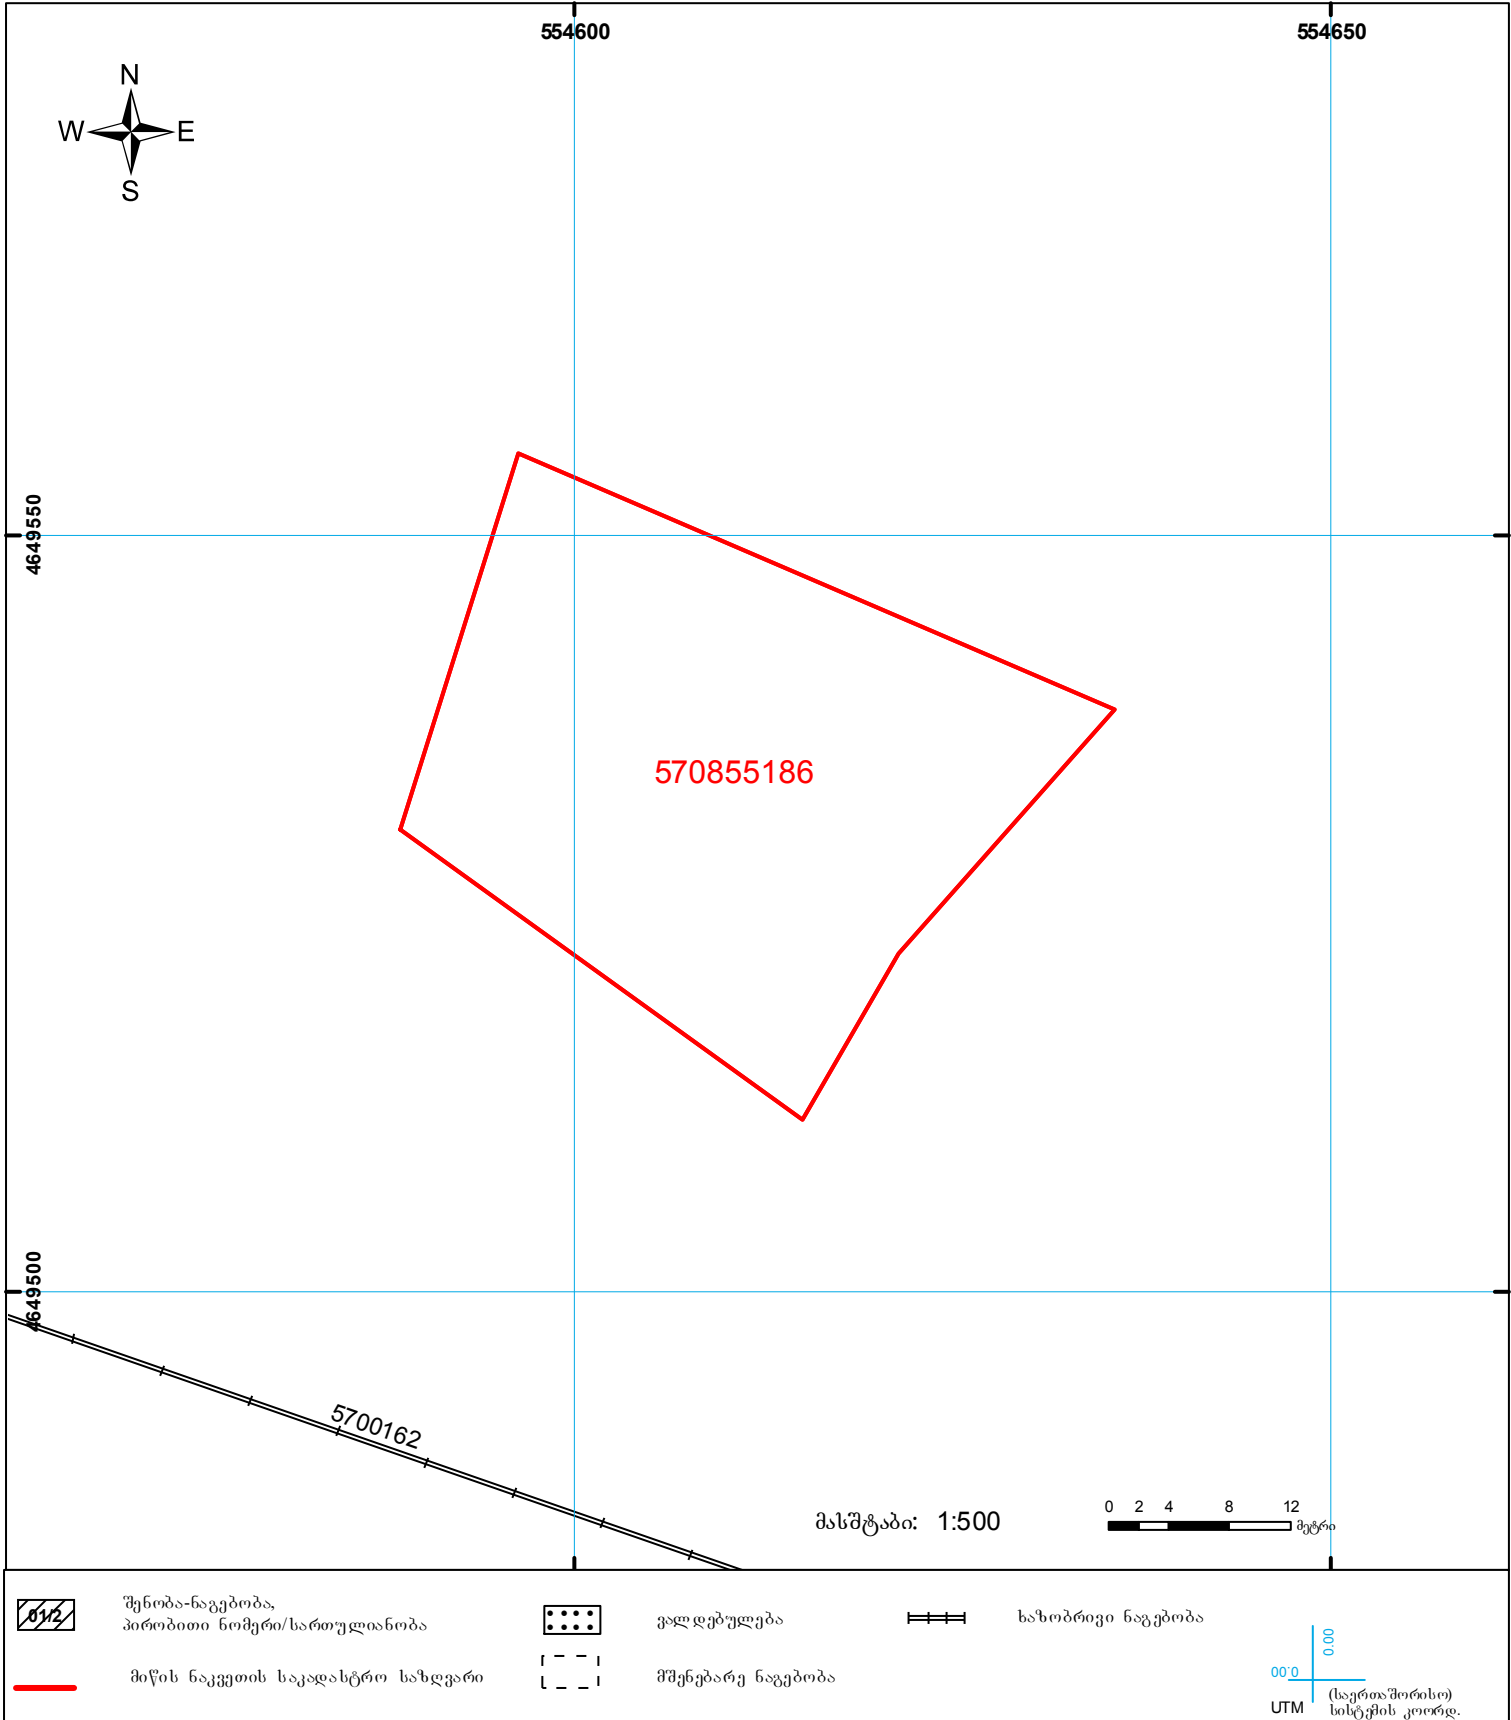 554600
554650
N
W E
S
4649550
570855186
4649500
5700162
მასშტაბი: 1:500
0 2 4 8 12
მეტრი
01/2
შენობა-ნაგებობა,
პირობითი ნომერი/სართულიანობა
ვალდებულება
ხაზობრივი ნაგებობა
მიწის ნაკვეთის საკადასტრო საზღვარი
მშენებარე ნაგებობა
0.00
0.00
UTM
(საერთაშორისო)
სისტემის კოორდ.